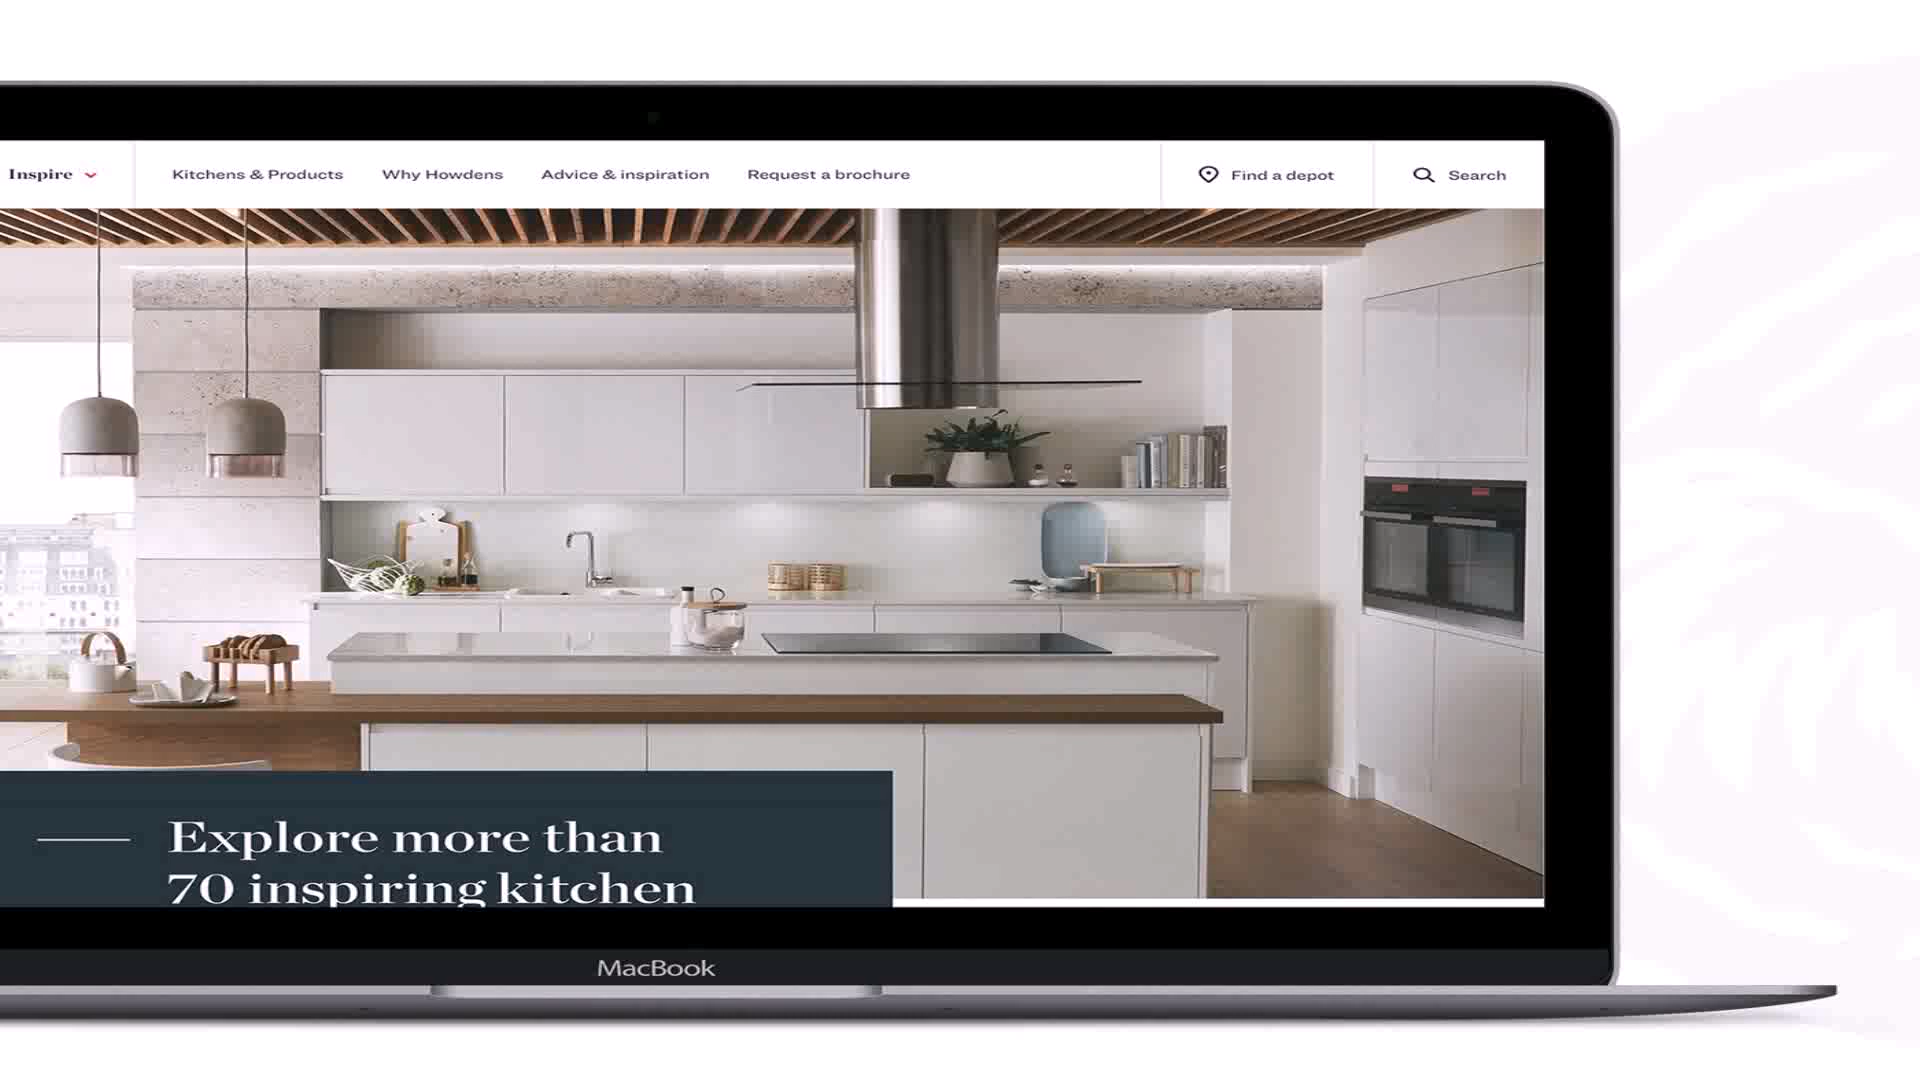 Inspire
Kitchens & Products
Why Howdens
Advice & inspiration
Request a brochure
Find a depot
Search
Explore more than
70 inspiring kitchen
MacBook